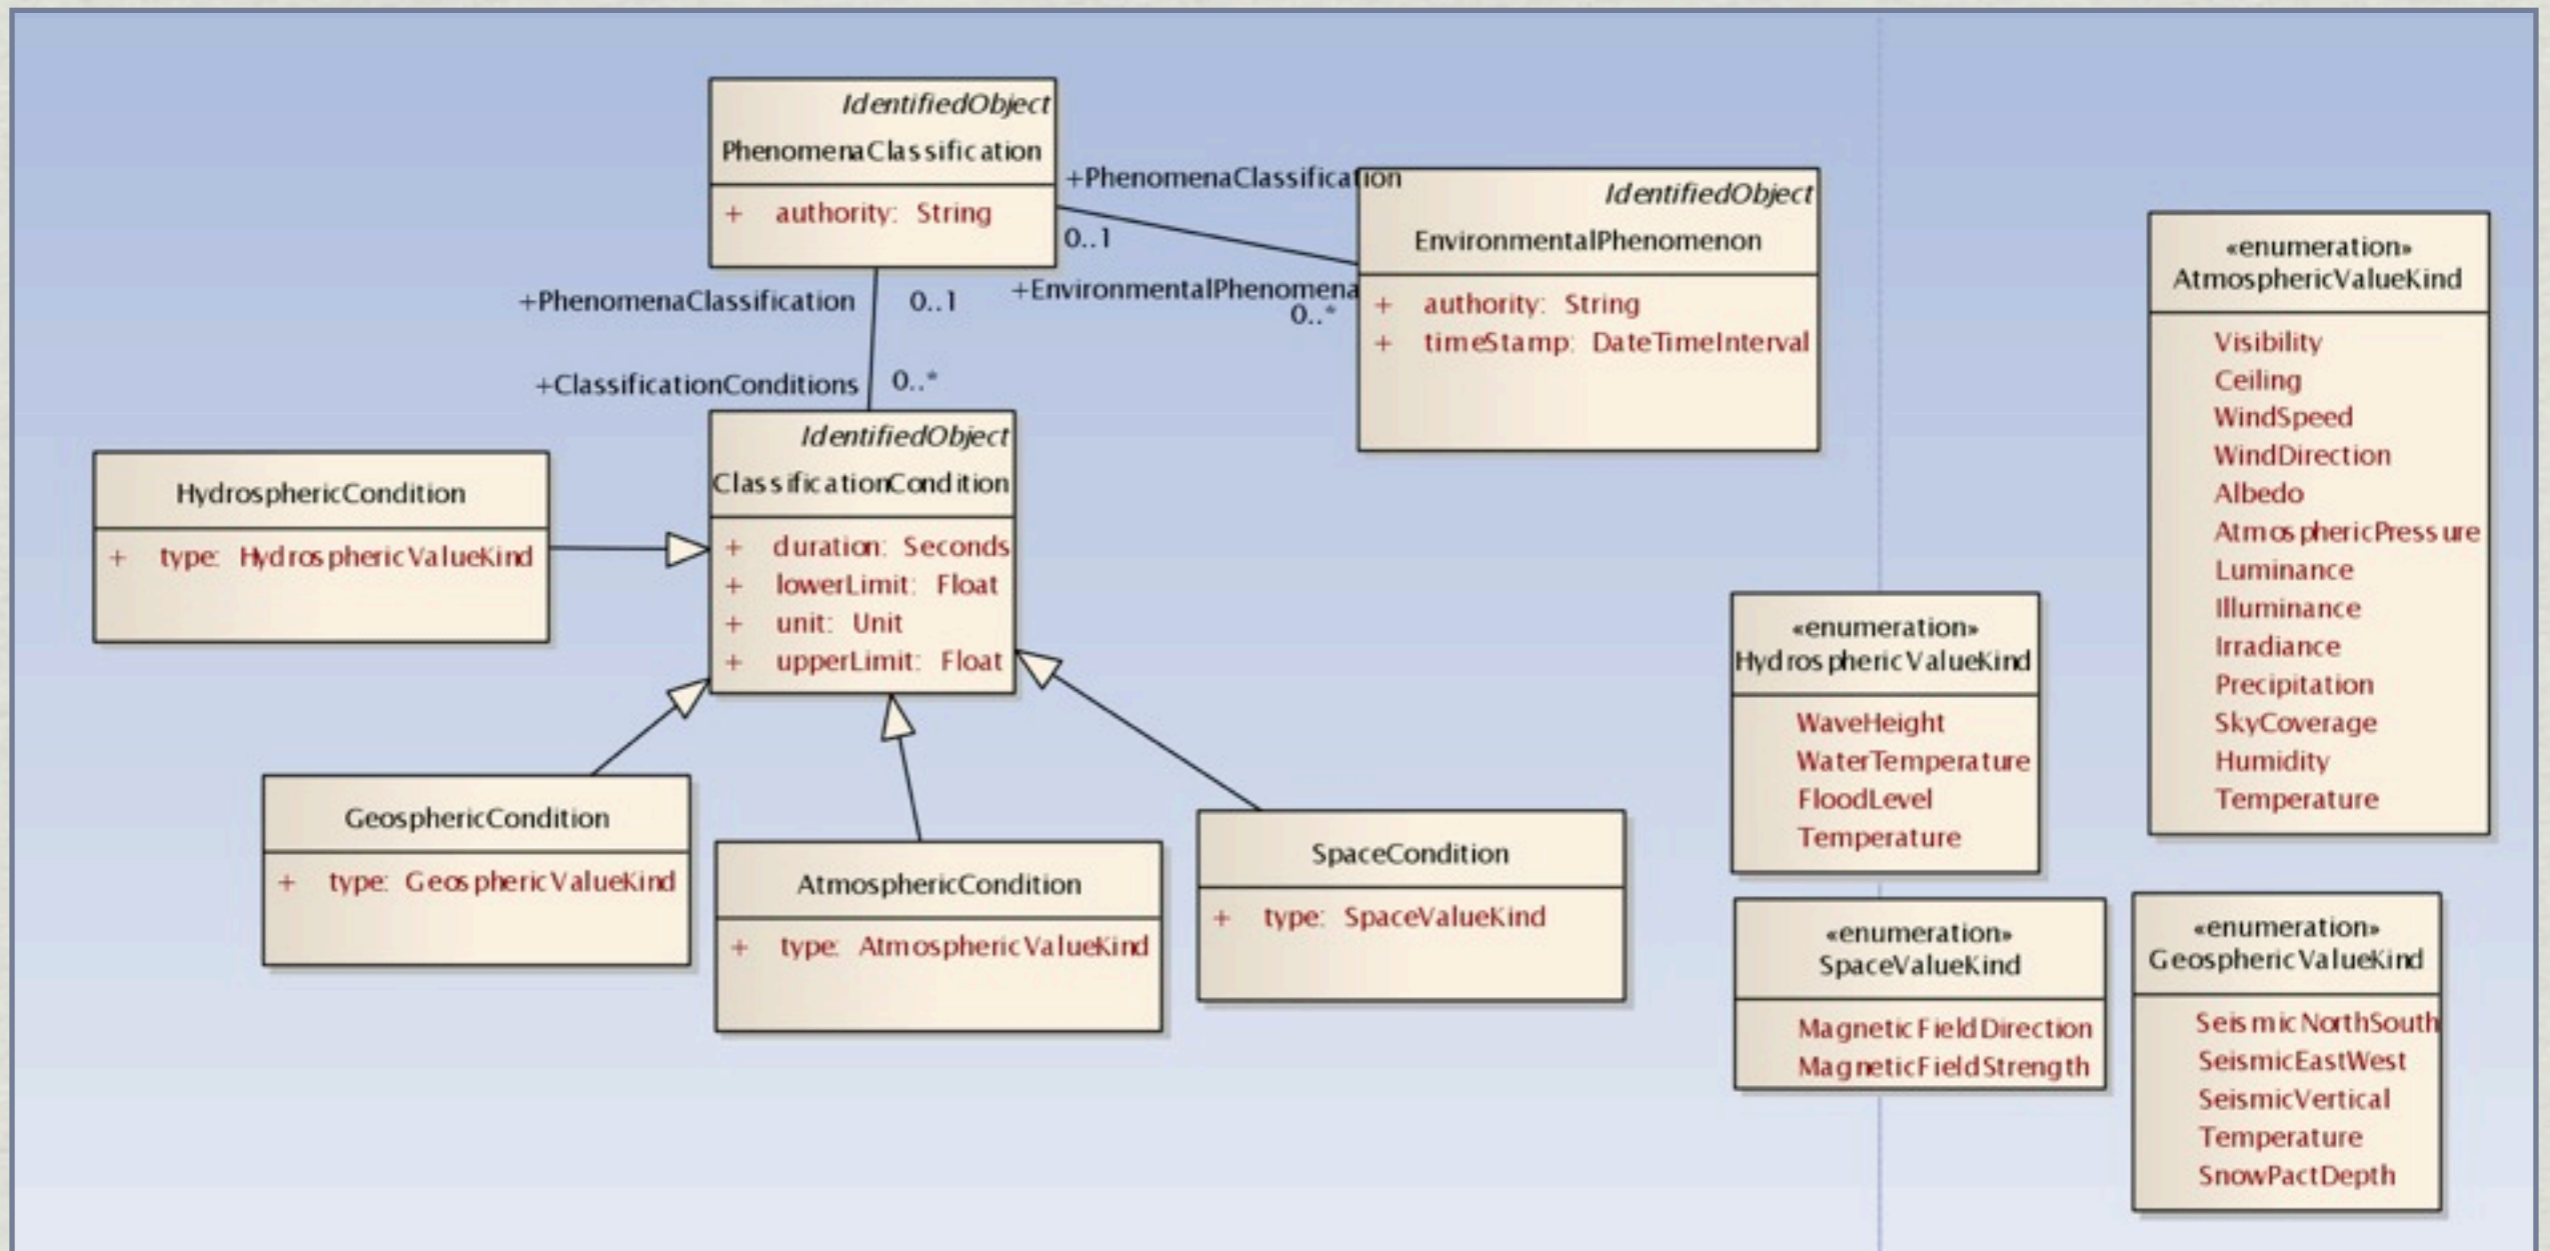 IdentifiedObject
PhenomenaClassification
+ authority: String
+PhenomenaClassification
0..1
+EnvironmentalPhenomena
0..*
IdentifiedObject
EnvironmentalPhenomenon
+ authority: String
+ timeStamp: DateTimeInterval
+PhenomenaClassification 0..1
+ClassificationConditions 0..*
IdentifiedObject
ClassificationCondition
+ duration: Seconds
+ lowerLimit: Float
+ unit: Unit
+ upperLimit: Float
HydrosphericCondition
+ type: HydrosphericValueKind
GeosphericCondition
+ type: GeosphericValueKind
AtmosphericCondition
+ type: AtmosphericValueKind
SpaceCondition
+ type: SpaceValueKind
«enumeration»
HydrosphericValueKind
WaveHeight
WaterTemperature
FloodLevel
Temperature
«enumeration»
SpaceValueKind
MagneticFieldDirection
MagneticFieldStrength
«enumeration»
AtmosphericValueKind
Visibility
Ceiling
WindSpeed
WindDirection
Albedo
AtmosphericPressure
Luminance
Illuminance
Irradiance
Precipitation
SkyCoverage
Humidity
Temperature
«enumeration»
GeosphericValueKind
SeismicNorthSouth
SeismicEastWest
SeismicVertical
Temperature
SnowPactDepth